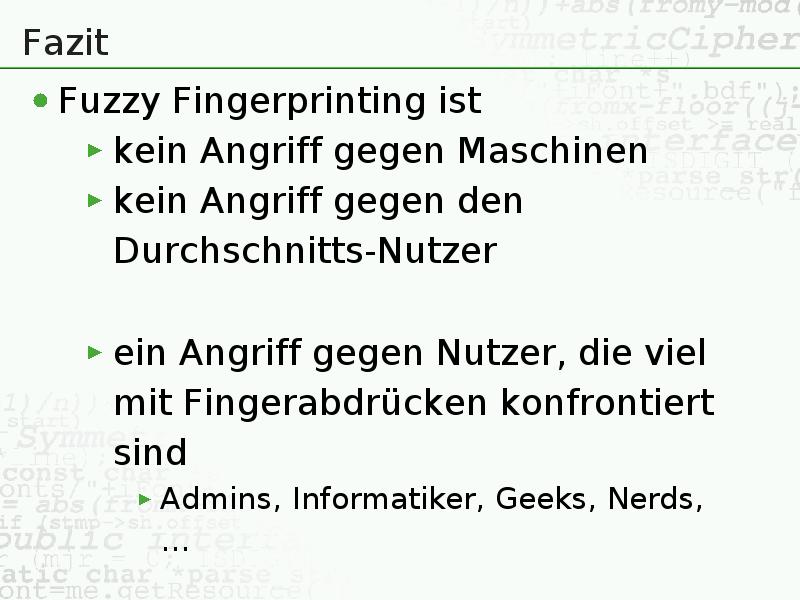 Fazit
Fuzzy Fingerprinting ist
kein Angriff gegen Maschinen
kein Angriff gegen den
Durchschnitts-Nutzer
ein Angriff gegen Nutzer, die viel
mit Fingerabdrücken konfrontiert
sind
Admins, Informatiker, Geeks, Nerds,
...